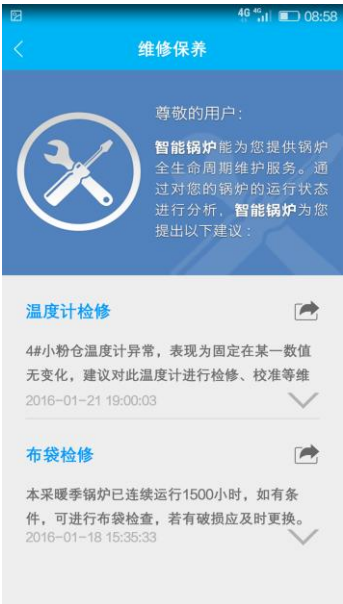 4G 4G 08:58
维修保养
尊敬的用户：
智能锅炉能为您提供锅炉
全生命周期维护服务。通
过对您的锅炉的运行状态
进行分析，智能锅炉为您
提出以下建议：
温度计检修
4#小粉仓温度计异常，表现为固定在某一数值
无变化，建议对此温度计进行检修、校准等维
2016-01-21 19:00:03
布袋检修
本采暖季锅炉已连续运行1500小时，如有条
件，可进行布袋检查，若有破损应及时更换。
2016-01-18 15:35:33